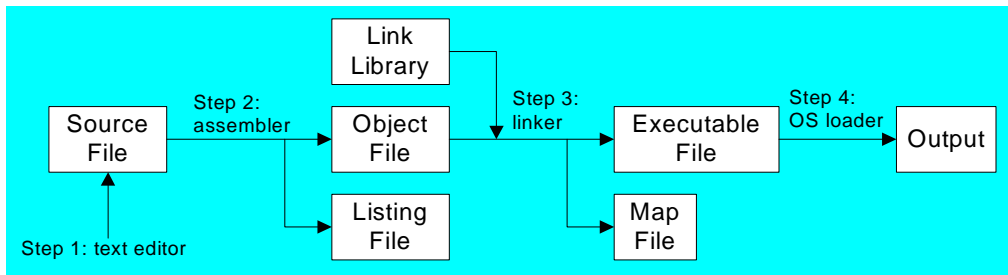 Link
Library
Step 2:
assembler
Step 3:
linker
Step 4:
OS loader
Source
File
Object
File
Executable
File
Output
Listing
File
Map
File
Step 1: text editor